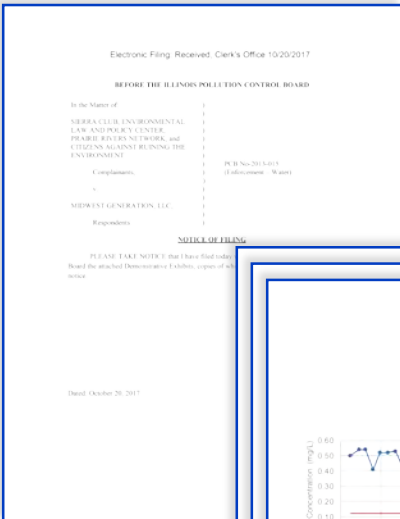 Electronic Filing: Received, Clerk's Office 10/20/2017
BEFORE THE ILLINOIS POLLUTION CONTROL BOARD
In the Matter of
SIERRA CLUB, ENVIRONMENTAL
LAW AND POLICY CENTER,
PRAIRIE RIVERS NETWORK, and
CITIZENS AGAINST RUINING THE
ENVIRONMENT
Complainants,
PCB No-2013-015
(Enforcement - Water)
v.
MIDWEST GENERATION, LLC,
Respondents
NOTICE OF FILING
PLEASE TAKE NOTICE that I have filed today
Board the attached Demonstrative Exhibits, copies of
notice.
Dated: October 20, 2017
Concentration (mg/L)
0.60
0.50
0.40
0.30
0.20
0.10